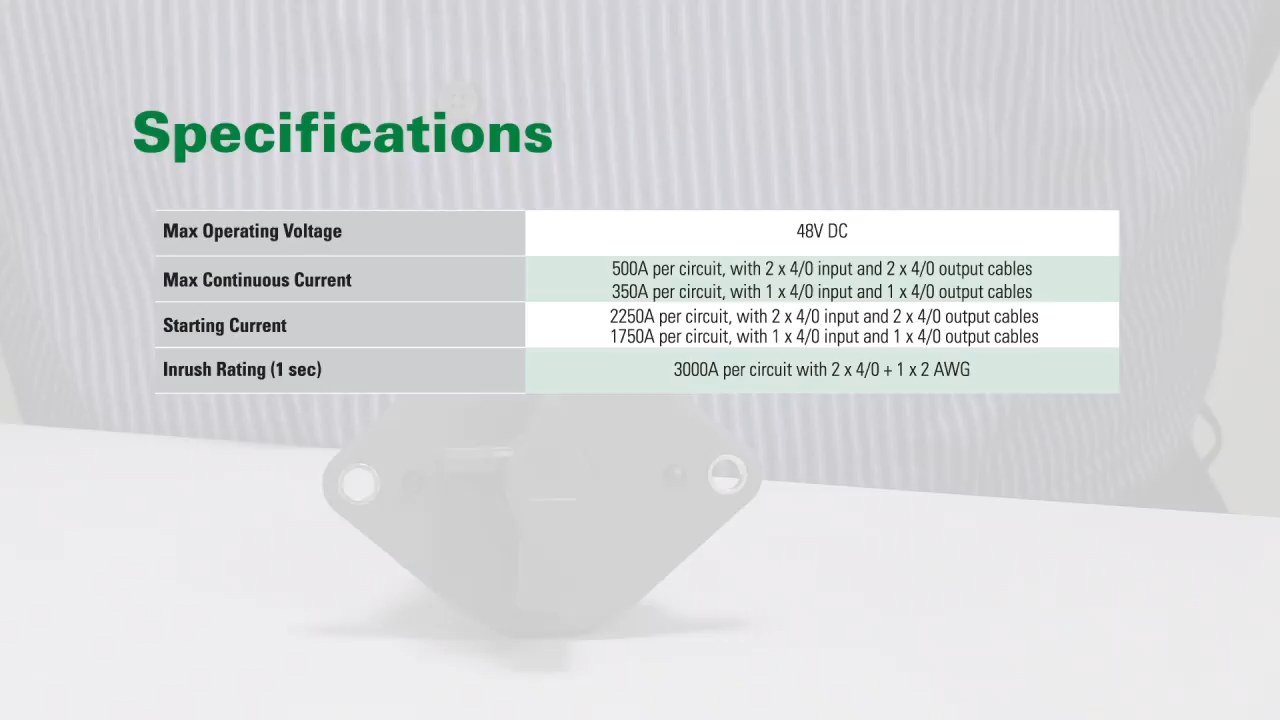 Specifications
Max Operating Voltage
48V DC
Max Continuous Current
500A per circuit, with 2 x 4/0 input and 2 x 4/0 output cables
350A per circuit, with 1 x 4/0 input and 1 x 4/0 output cables
Starting Current
2250A per circuit, with 2 x 4/0 input and 2 x 4/0 output cables
1750A per circuit, with 1 x 4/0 input and 1 x 4/0 output cables
Inrush Rating (1 sec)
3000A per circuit with 2 x 4/0 + 1 x 2 AWG